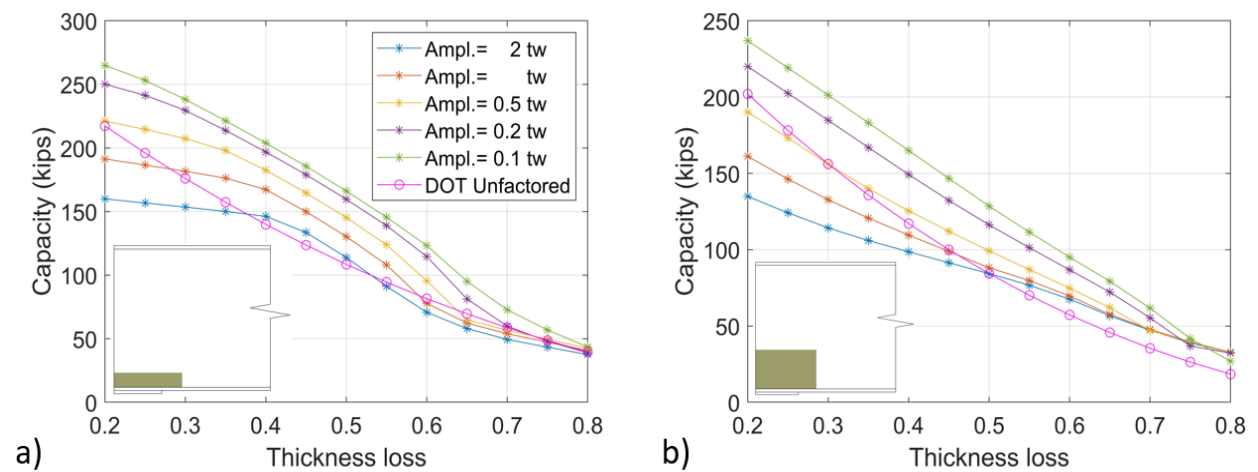 300
250
200
150
100
50
0
Capacity (kips)
0.2 0.3 0.4 0.5 0.6 0.7 0.8
Thickness loss
Ampl.= 2 tw
Ampl.= tw
Ampl.= 0.5 tw
Ampl.= 0.2 tw
Ampl.= 0.1 tw
DOT Unfactored
a)
250
200
150
100
50
0
Capacity (kips)
0.2 0.3 0.4 0.5 0.6 0.7 0.8
Thickness loss
b)